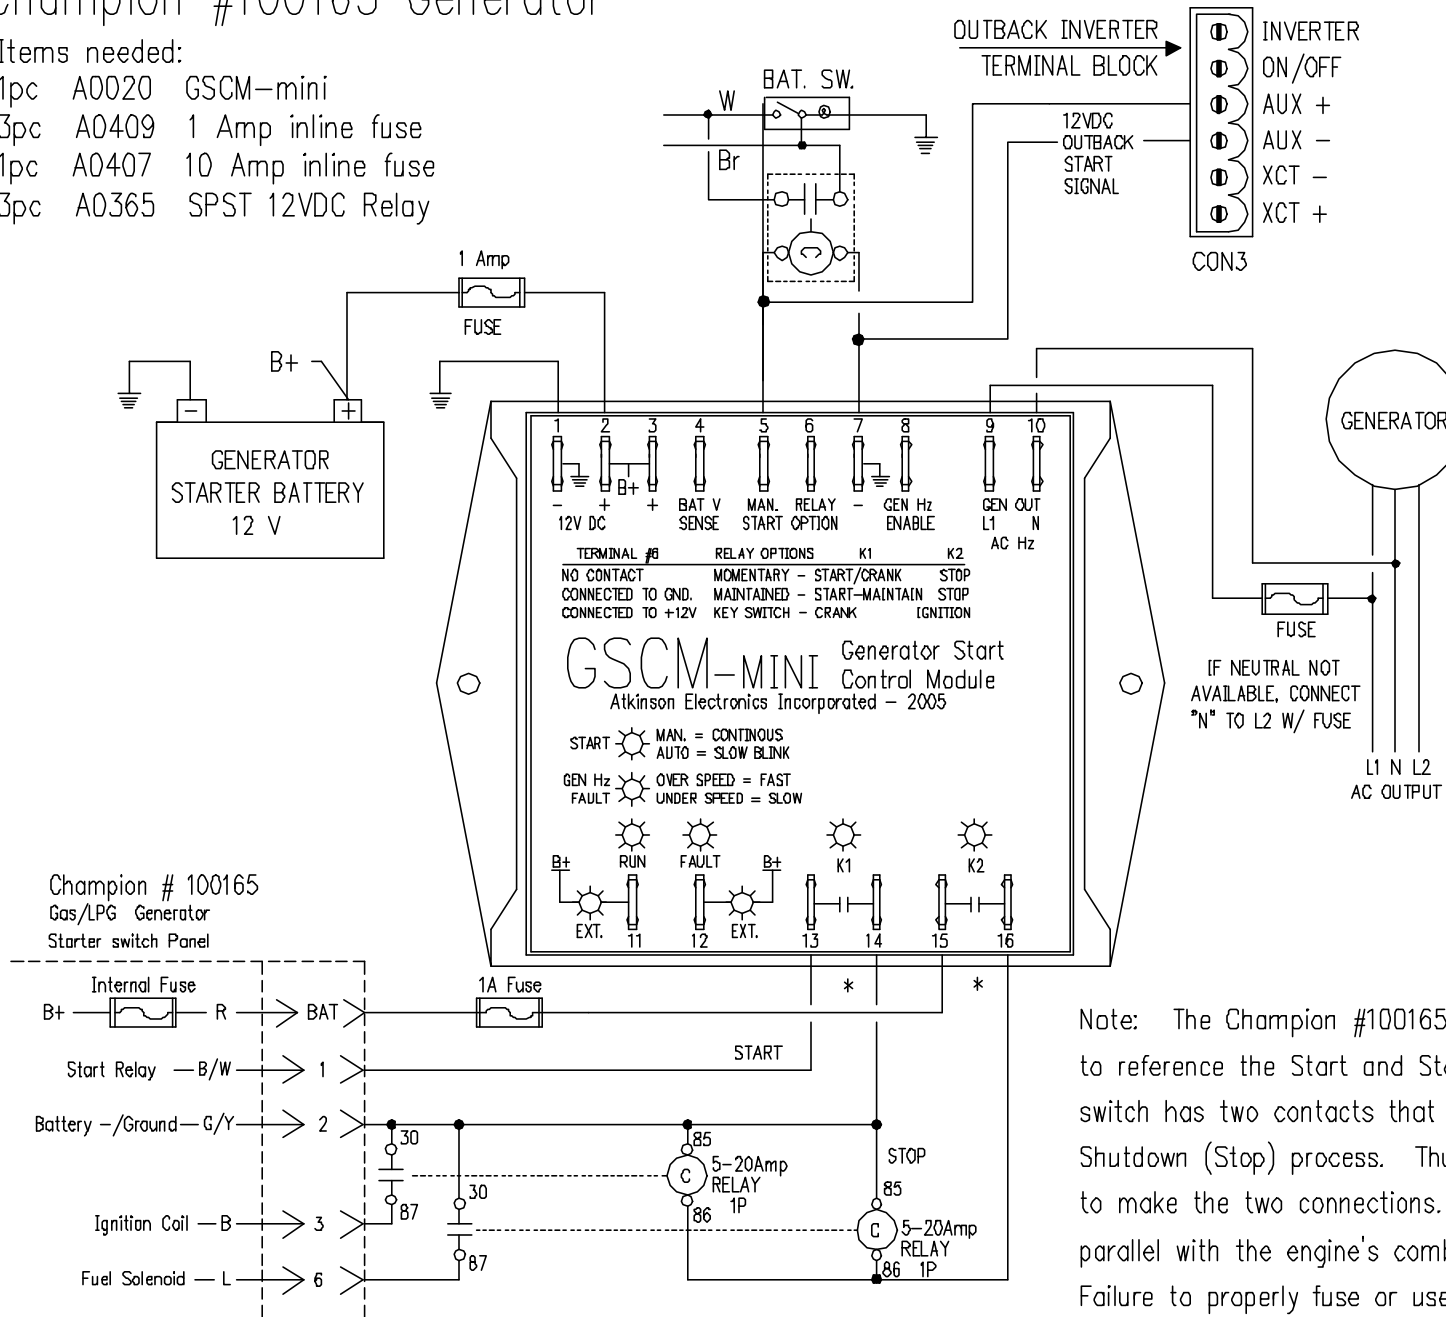 Champion #100165 Generator
Items needed:
1pc A0020 GSCM-mini
3pc A0409 1 Amp inline fuse
1pc A0407 10 Amp inline fuse
3pc A0365 SPST 12VDC Relay
OUTBACK INVERTER
TERMINAL BLOCK
INVERTER
ON/OFF
AUX +
AUX -
XCT -
XCT +
CON3
BAT. SW.
W
Br
12VDC
OUTBACK
START
SIGNAL
1 Amp
FUSE
B+
- +
GENERATOR
STARTER BATTERY
12 V
GENERATOR
FUSE
IF NEUTRAL NOT
AVAILABLE, CONNECT
"N" TO L2 W/ FUSE
L1 N L2
AC OUTPUT
1 2 3 4 5 6 7 8 9 10
B+
- + + BAT V MAN. RELAY - GEN Hz GEN OUT
12V DC SENSE START OPTION ENABLE L1 N
AC Hz
TERMINAL #6 RELAY OPTIONS K1 K2
NO CONTACT MOMENTARY - START/CRANK STOP
CONNECTED TO GND. MAINTAINED - START-MAINTAIN STOP
CONNECTED TO +12V KEY SWITCH - CRANK IGNITION
GSCM-MINI Generator Start
Control Module
Atkinson Electronics Incorporated - 2005
START MAN. = CONTINOUS
AUTO = SLOW BLINK
GEN Hz OVER SPEED = FAST
FAULT UNDER SPEED = SLOW
B+ RUN FAULT B+ K1 K2
EXT. 11 12 EXT. 13 14 15 16
* *
Champion # 100165
Gas/LPG Generator
Starter switch Panel
Internal Fuse
B+ R BAT
1A Fuse
Start Relay B/W 1
START
Battery -/Ground G/Y 2
30
87
30
87
85
C
86
5-20Amp
RELAY
1P
STOP
85
C
86
5-20Amp
RELAY
1P
Ignition Coil B 3
Fuel Solenoid L 6
Note: The Champion #100165
to reference the Start and
switch has two contacts that
Shutdown (Stop) process.
to make the two connections.
parallel with the engine's
Failure to properly fuse or use